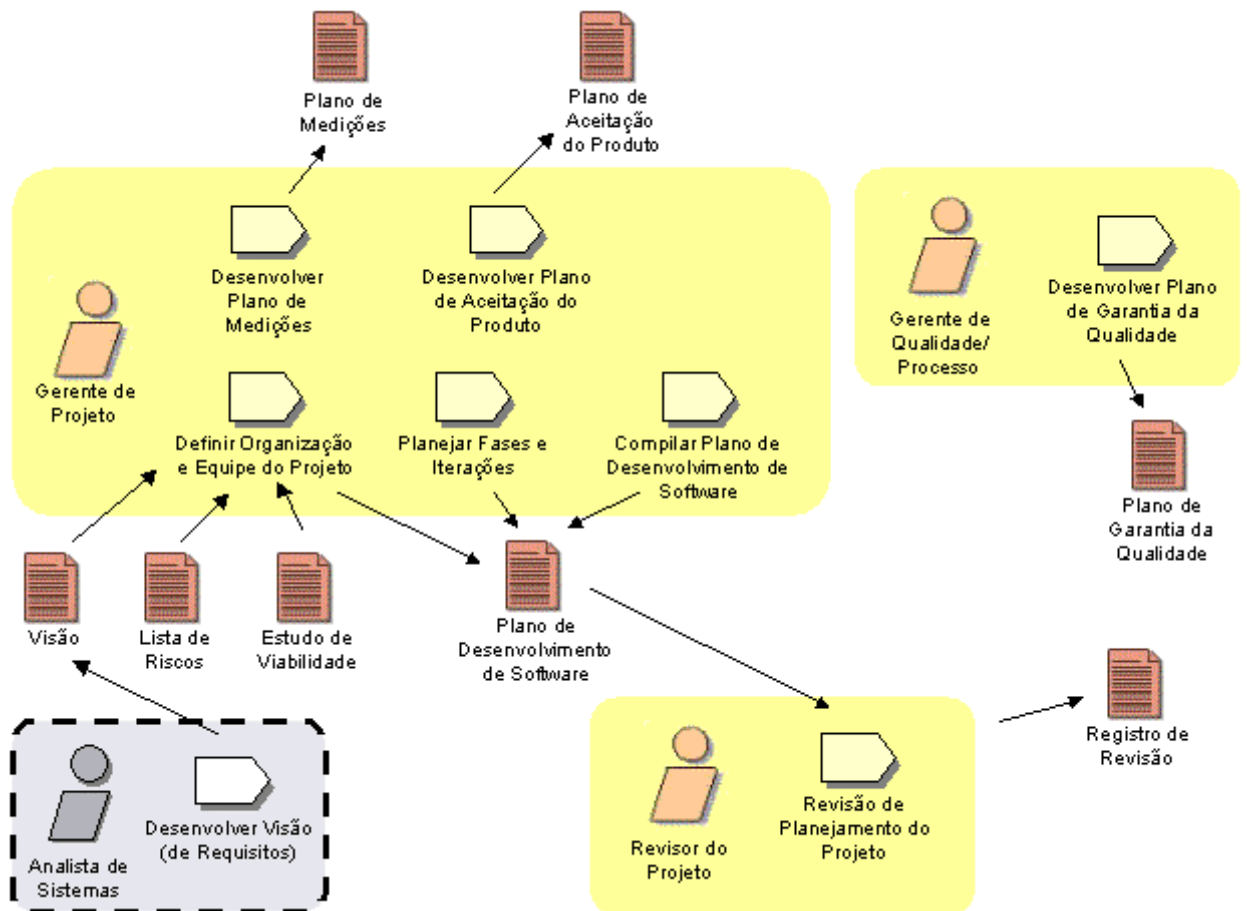 Plano de
Medições
Plano de
Aceitação
do Produto
Desenvolver
Plano de
Medições
Desenvolver Plano
de Aceitação do
Produto
Gerente de
Projeto
Definir Organização
e Equipe do Projeto
Planejar Fases e
Iterações
Compilar Plano de
Desenvolvimento de
Software
Gerente de
Qualidade/
Processo
Desenvolver Plano
de Garantia da
Qualidade
Plano de
Garantia da
Qualidade
Visão
Lista de
Riscos
Estudo de
Viabilidade
Plano de
Desenvolvimento
de Software
Analista de
Sistemas
Desenvolver Visão
(de Requisitos)
Revisor do
Projeto
Revisão de
Planejamento do
Projeto
Registro de
Revisão